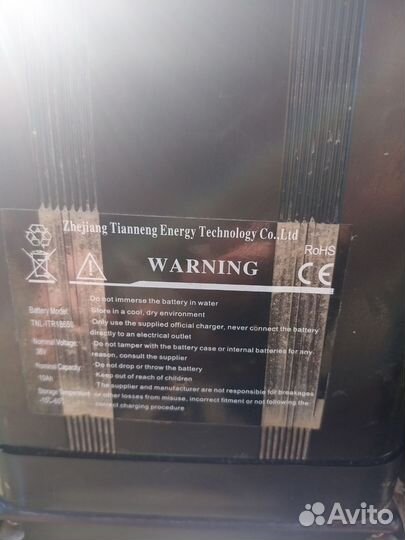 Zhejiang Tianneng Energy Technology Co.,Ltd
RoHS
WARNING
CE
Battery Model:
TNL-ITR18650
Nominal Voltage:
36V
Nominal Capacity:
10Ah
Storage Temperature
·Do not immerse the battery in water
·Store in a cool, dry environment
·Only use the supplied official charger, never connect the battery
directly to an electrical outlet
·Do not tamper with the battery case or internal batteries for any
reason, consult the supplier
·Do not drop or throw the battery
·Keep out of reach of children
·The supplier and manufacturer are not responsible for breakages
or other losses from misuse, incorrect fitment or not following the
correct charging procedure
Avito